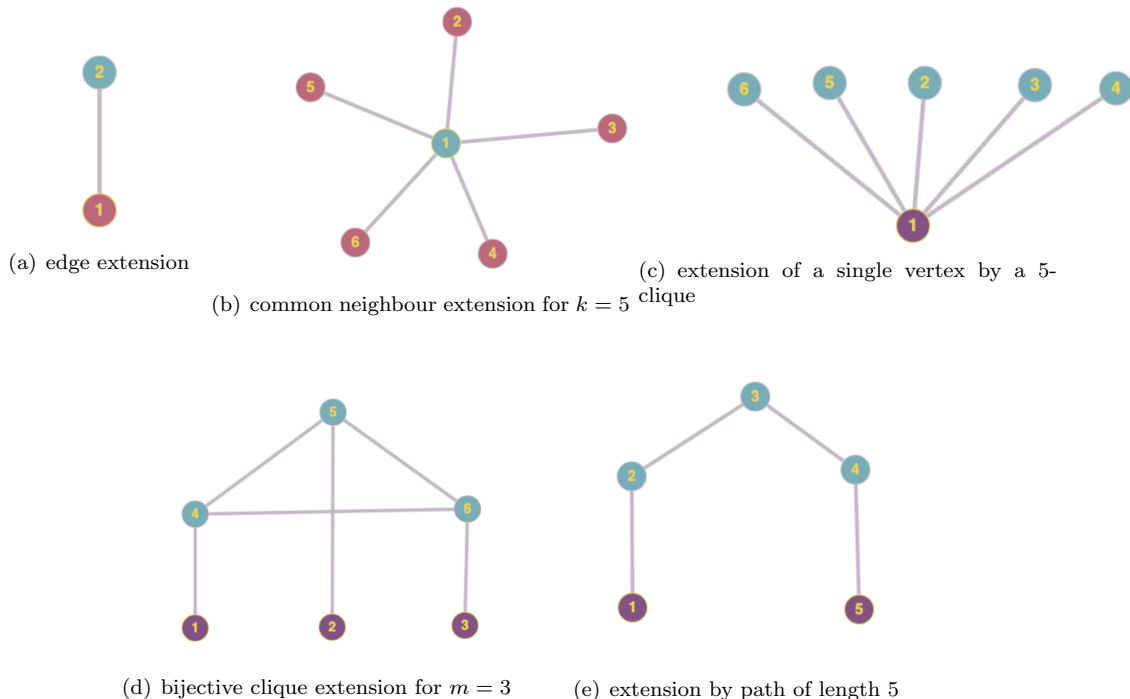 2
1
(a) edge extension
2
5
1
3
6
4
(b) common neighbour extension for k = 5
6 5 2 3 4
1
(c) extension of a single vertex by a 5-
clique
5
4 6
1 2 3
(d) bijective clique extension for m = 3
3
2 4
1 5
(e) extension by path of length 5